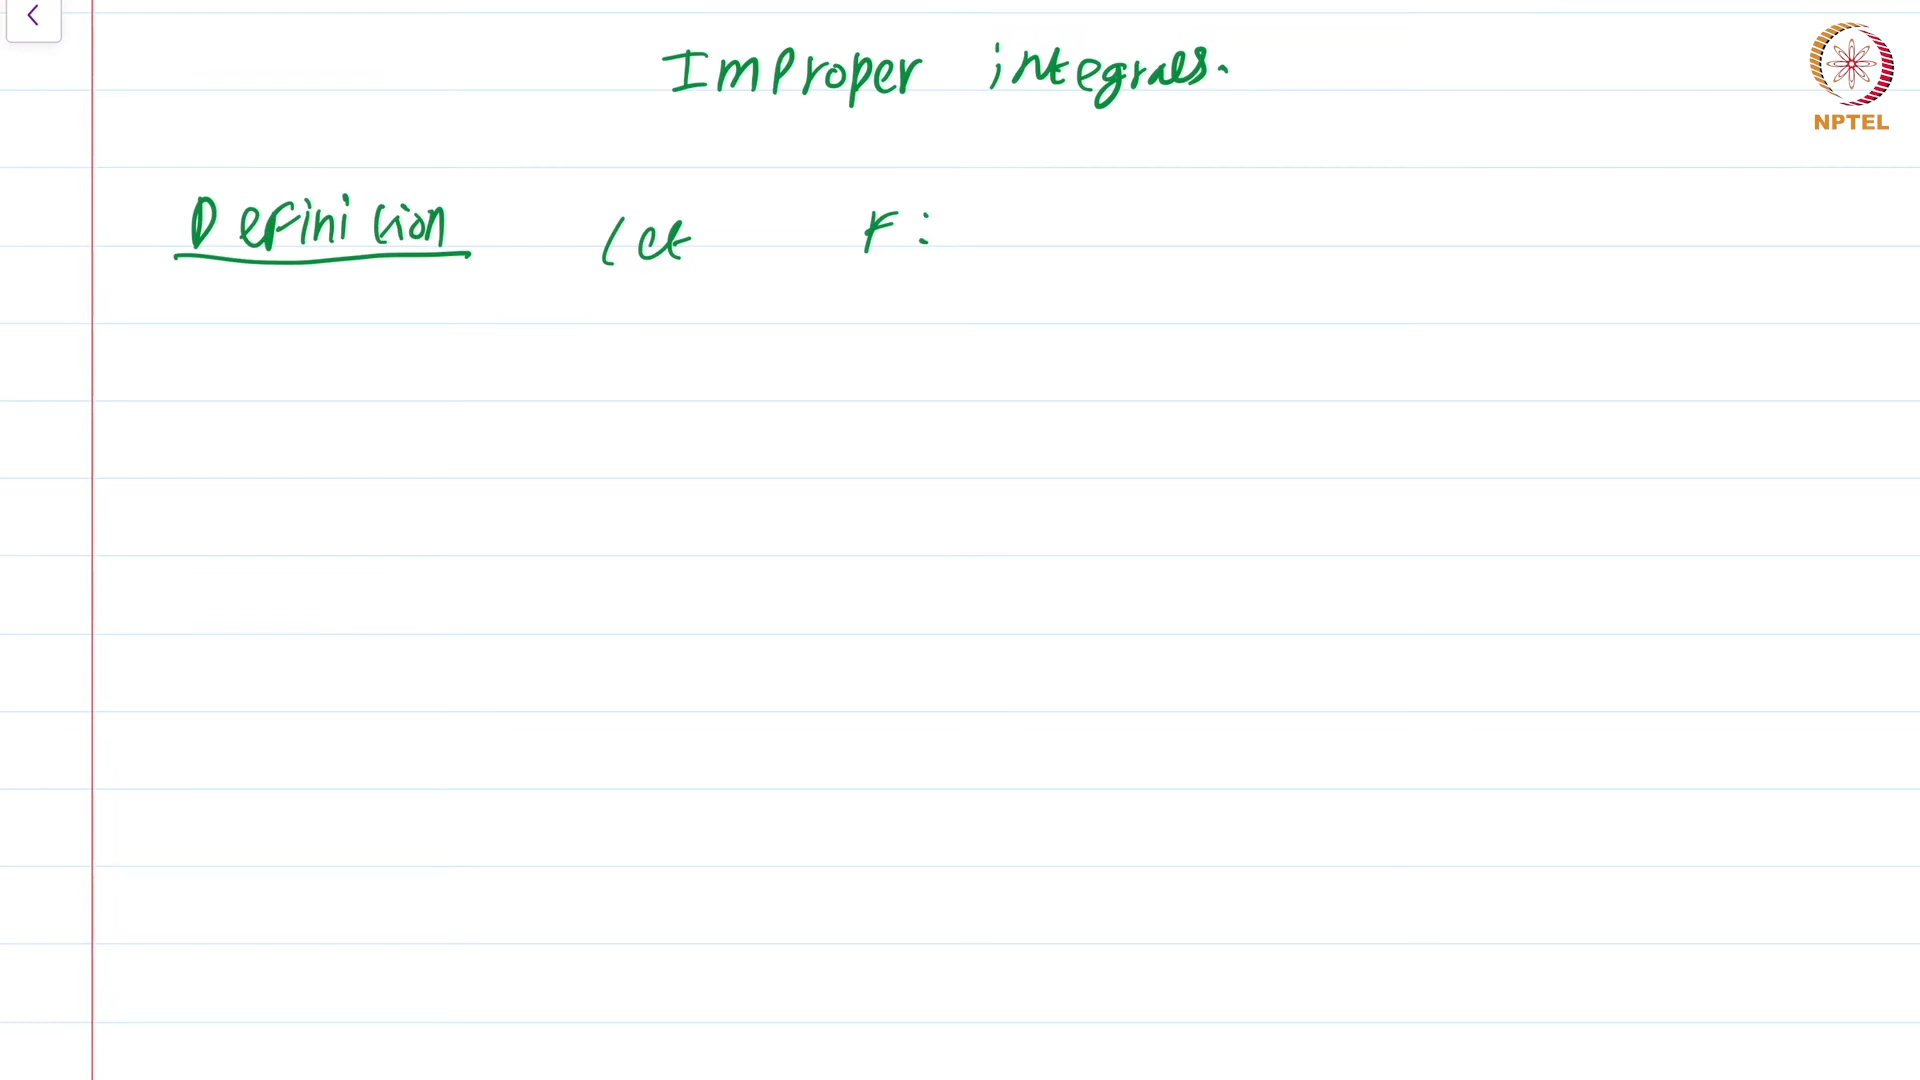 Improper integrals.
NPTEL
Definition let F: